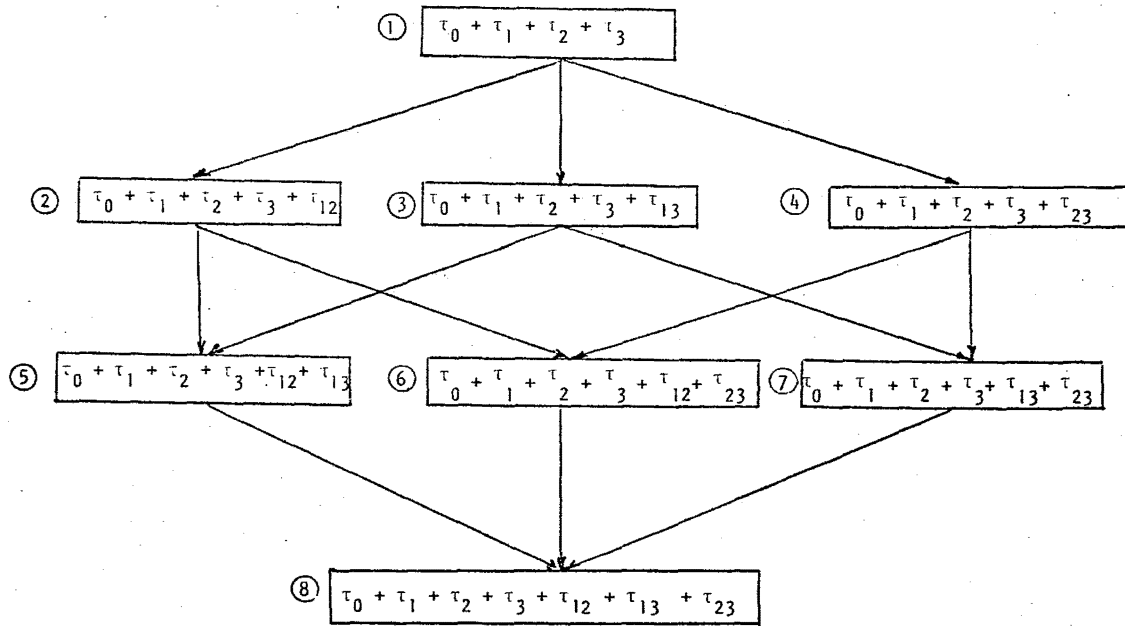 ① τ₀ + τ₁ + τ₂ + τ₃
② τ₀ + τ₁ + τ₂ + τ₃ + τ₁₂
③ τ₀ + τ₁ + τ₂ + τ₃ + τ₁₃
④ τ₀ + τ₁ + τ₂ + τ₃ + τ₂₃
⑤ τ₀ + τ₁ + τ₂ + τ₃ + τ₁₂ + τ₁₃
⑥ τ₀ + τ₁ + τ₂ + τ₃ + τ₁₂ + τ₂₃
⑦ τ₀ + τ₁ + τ₂ + τ₃ + τ₁₃ + τ₂₃
⑧ τ₀ + τ₁ + τ₂ + τ₃ + τ₁₂ + τ₁₃ + τ₂₃